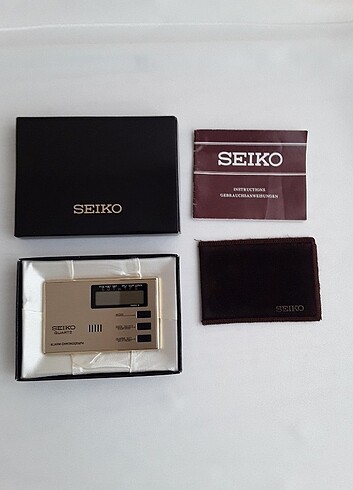 SEIKO
SEIKO
INSTRUCTIONS
GEBRAUCHSANWEISUNGEN
SEIKO
SEIKO
QUARTZ